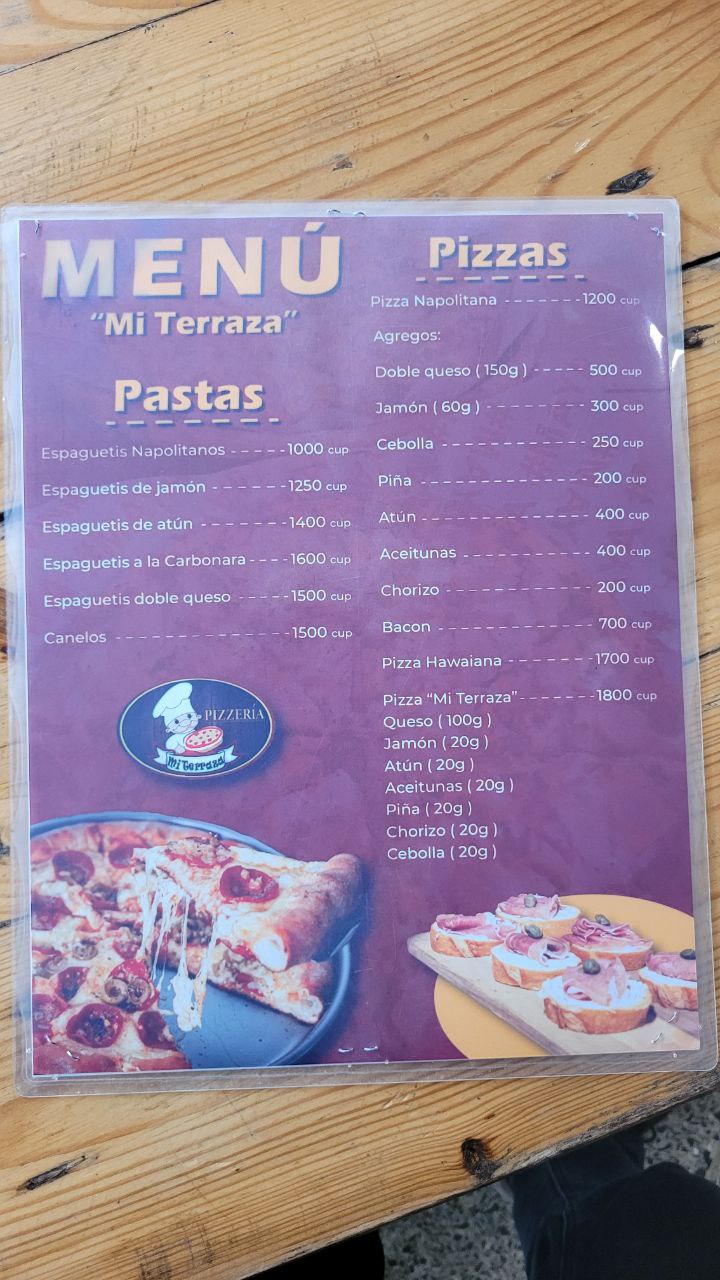 MENÚ
“Mi Terraza”
Pastas
Espaguetis Napolitanos -----1000 cup
Espaguetis de jamón -------1250 cup
Espaguetis de atún --------1400 cup
Espaguetis a la Carbonara----1600 cup
Espaguetis doble queso -----1500 cup
Canelos ----------------1500 cup
PIZZERÍA
Mi Terraza
Pizzas
Pizza Napolitana -------1200 cup
Agregos:
Doble queso ( 150g ) ----- 500 cup
Jamón ( 60g ) --------- 300 cup
Cebolla ------------- 250 cup
Piña --------------- 200 cup
Atún --------------- 400 cup
Aceitunas ----------- 400 cup
Chorizo ------------- 200 cup
Bacon -------------- 700 cup
Pizza Hawaiana -------1700 cup
Pizza “Mi Terraza”-------1800 cup
Queso ( 100g )
Jamón ( 20g )
Atún ( 20g )
Aceitunas ( 20g )
Piña ( 20g )
Chorizo ( 20g )
Cebolla ( 20g )